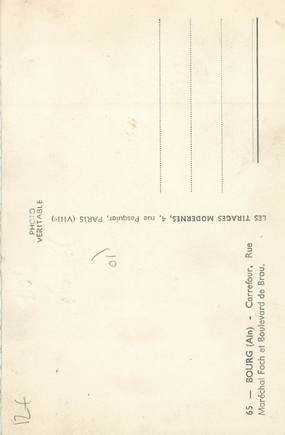 65 — BOURG (Ain) - Carrefour, Rue
Maréchal Foch et Boulevard de Brou.
LES TIRAGES MODERNES, 4, rue Pasquier, PARIS (VIIIe)
PHOTO
VERITABLE
01